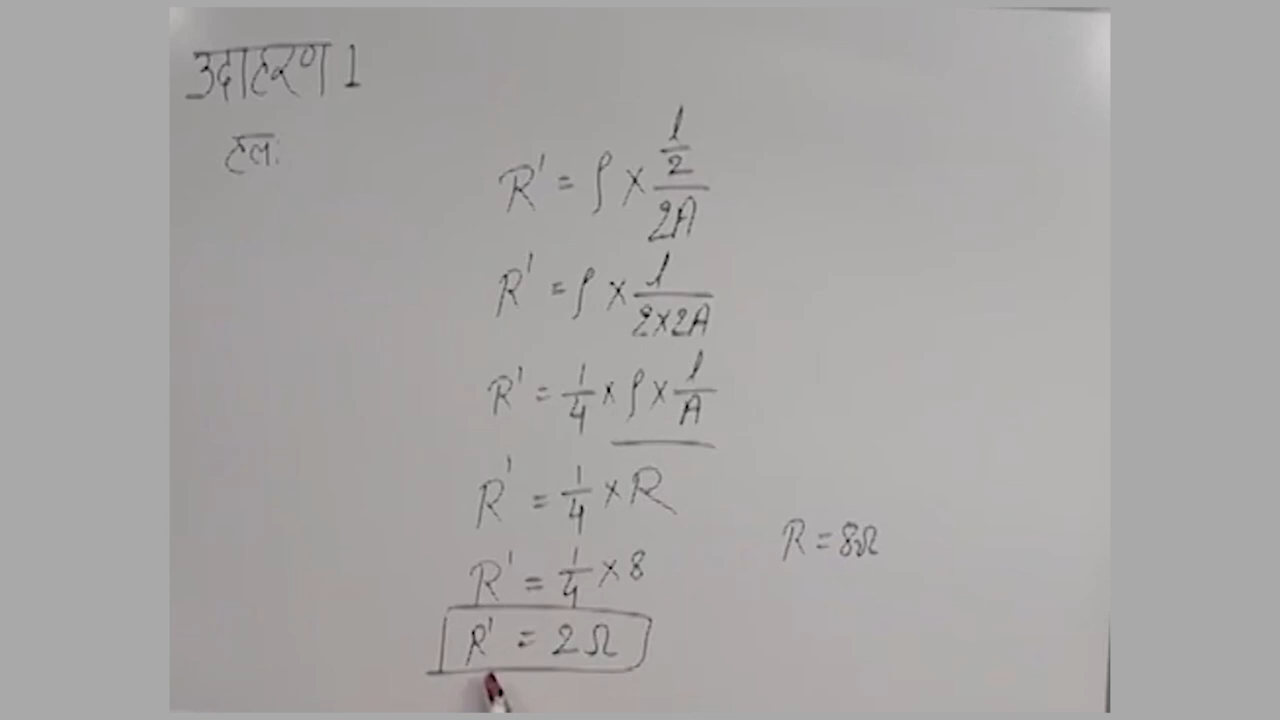 उदाहरण 1
हल:
R' = ρ × (l/2)/(2A)
R' = ρ × l/(2×2A)
R' = 1/4 × ρ × l/A
R' = 1/4 × R
R = 8Ω
R' = 1/4 × 8
R' = 2Ω